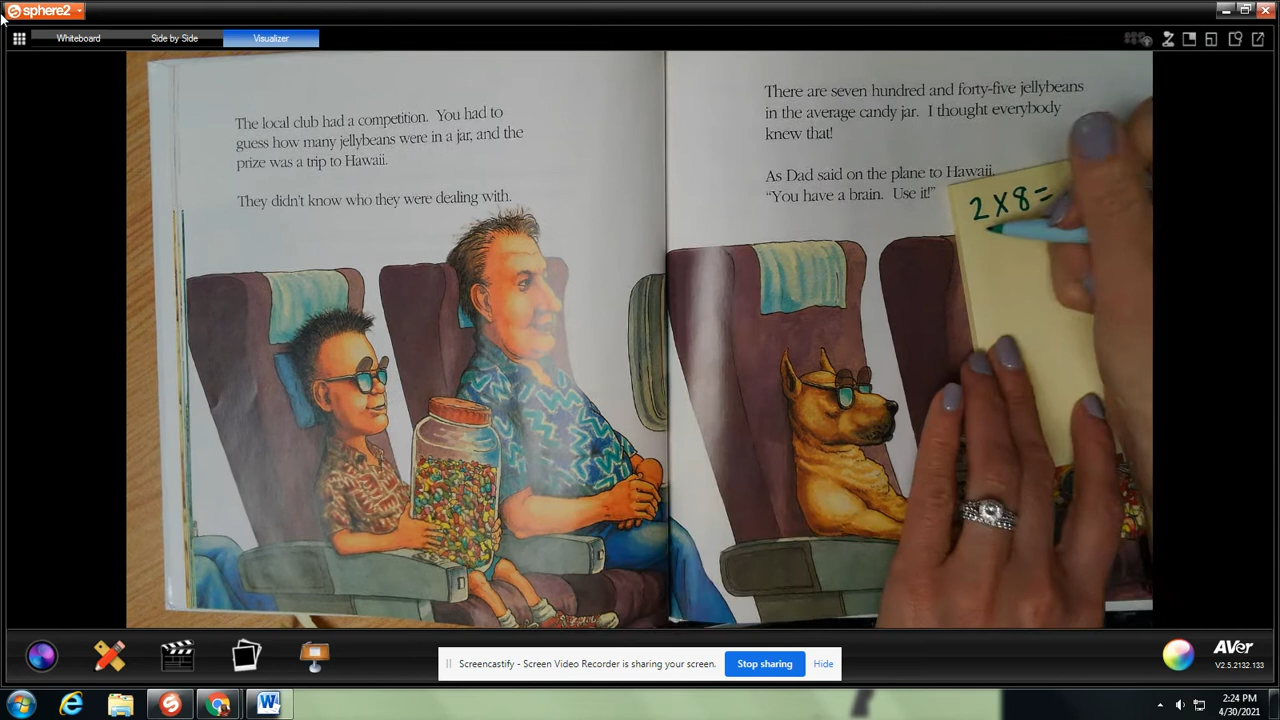 sphere2
Whiteboard
Side by Side
Visualizer
The local club had a competition. You had to
guess how many jellybeans were in a jar, and the
prize was a trip to Hawaii.
They didn't know who they were dealing with.
There are seven hundred and forty-five jellybeans
in the average candy jar. I thought everybody
knew that!
As Dad said on the plane to Hawaii.
"You have a brain. Use it!"
2 X 8 =
Screencastify - Screen Video Recorder is sharing your screen.
Stop sharing
Hide
AVer
V2.5.2132.133
2:24 PM
4/30/2021